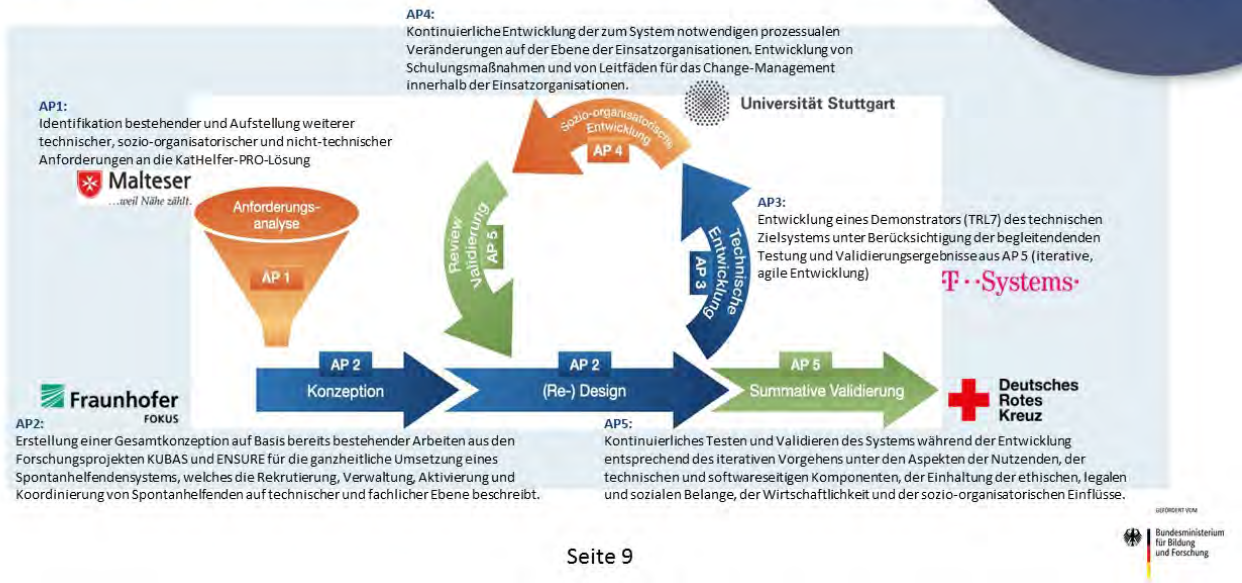 AP4:
Kontinuierliche Entwicklung der zum System notwendigen prozessualen
Veränderungen auf der Ebene der Einsatzorganisationen. Entwicklung von
Schulungsmaßnahmen und von Leitfäden für das Change-Management
innerhalb der Einsatzorganisationen.
Universität Stuttgart
AP1:
Identifikation bestehender und Aufstellung weiterer
technischer, sozio-organisatorischer und nicht-technischer
Anforderungen an die KatHelfer-PRO-Lösung
Malteser
...weil Nähe zählt.
Anforderungs-
analyse
AP 1
Sozio-organisatorische
Entwicklung
AP 4
Review
Validierung
AP 5
Technische
Entwicklung
AP 3
AP3:
Entwicklung eines Demonstrators (TRL7) des technischen
Zielsystems unter Berücksichtigung der begleitendenden
Testung und Validierungsergebnisse aus AP 5 (iterative,
agile Entwicklung)
T··Systems·
AP 2
Konzeption
AP 2
(Re-) Design
AP 5
Summative Validierung
Fraunhofer
FOKUS
Deutsches
Rotes
Kreuz
AP2:
Erstellung einer Gesamtkonzeption auf Basis bereits bestehender Arbeiten aus den
Forschungsprojekten KUBAS und ENSURE für die ganzheitliche Umsetzung eines
Spontanhelfendensystems, welches die Rekrutierung, Verwaltung, Aktivierung und
Koordinierung von Spontanhelfenden auf technischer und fachlicher Ebene beschreibt.
AP5:
Kontinuierliches Testen und Validieren des Systems während der Entwicklung
entsprechend des iterativen Vorgehens unter den Aspekten der Nutzenden, der
technischen und softwareseitigen Komponenten, der Einhaltung der ethischen, legalen
und sozialen Belange, der Wirtschaftlichkeit und der sozio-organisatorischen Einflüsse.
GEFÖRDERT VOM
Bundesministerium
für Bildung
und Forschung
Seite 9